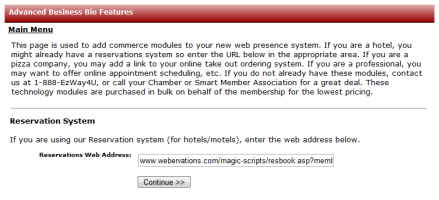 Advanced Business Bio Features
Main Menu
This page is used to add commerce modules to your new web presence system. If you are a hotel, you
might already have a reservations system so enter the URL below in the appropriate area. If you are a
pizza company, you may add a link to your online take out ordering system. If you are a professional, you
may want to offer online appointment scheduling, etc. If you do not already have these modules, contact
us at 1-888-EzWay4U, or call your Chamber or Smart Member Association for a great deal. These
technology modules are purchased in bulk on behalf of the membership for the lowest pricing.
Reservation System
If you are using our Reservation system (for hotels/motels), enter the web address below.
Reservations Web Address: www.webervations.com/magic-scripts/resbook.asp?meml
Continue >>